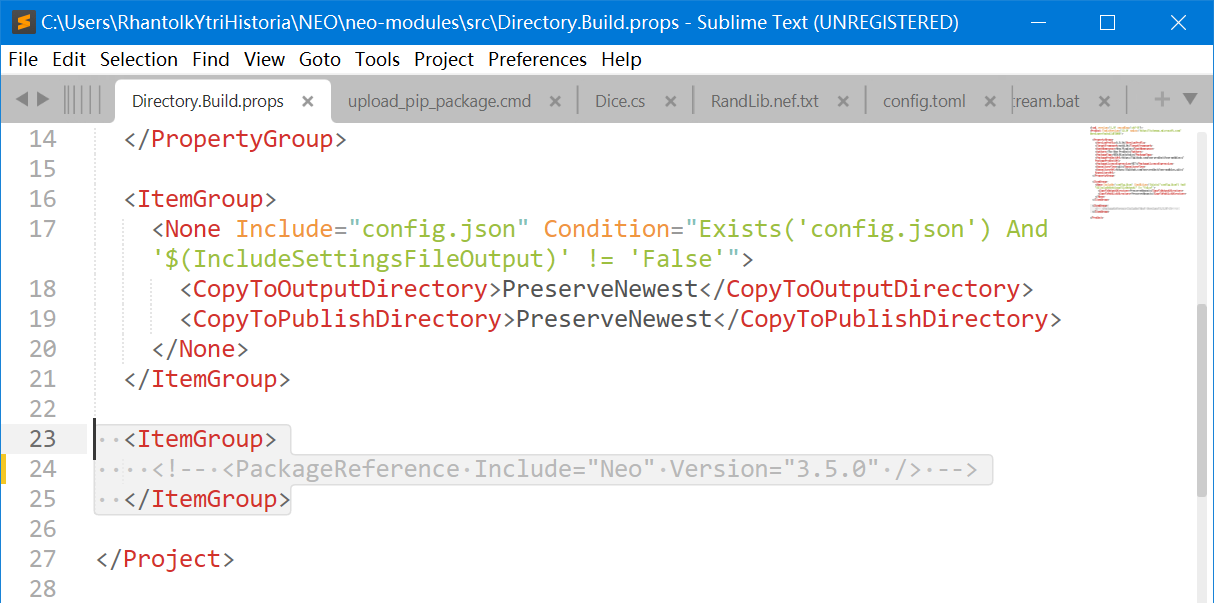 C:\Users\RhantolkYtriHistoria\NEO\neo-modules\src\Directory.Build.props - Sublime Text (UNREGISTERED)
File Edit Selection Find View Goto Tools Project Preferences Help
Directory.Build.props upload_pip_package.cmd Dice.cs RandLib.nef.txt config.toml :ream.bat
14 </PropertyGroup>
15
16 <ItemGroup>
17 <None Include="config.json" Condition="Exists('config.json') And
'$(IncludeSettingsFileOutput)' != 'False'">
18 <CopyToOutputDirectory>PreserveNewest</CopyToOutputDirectory>
19 <CopyToPublishDirectory>PreserveNewest</CopyToPublishDirectory>
20 </None>
21 </ItemGroup>
22
23 <ItemGroup>
24 <!-- <PackageReference Include="Neo" Version="3.5.0" /> -->
25 </ItemGroup>
26
27 </Project>
28